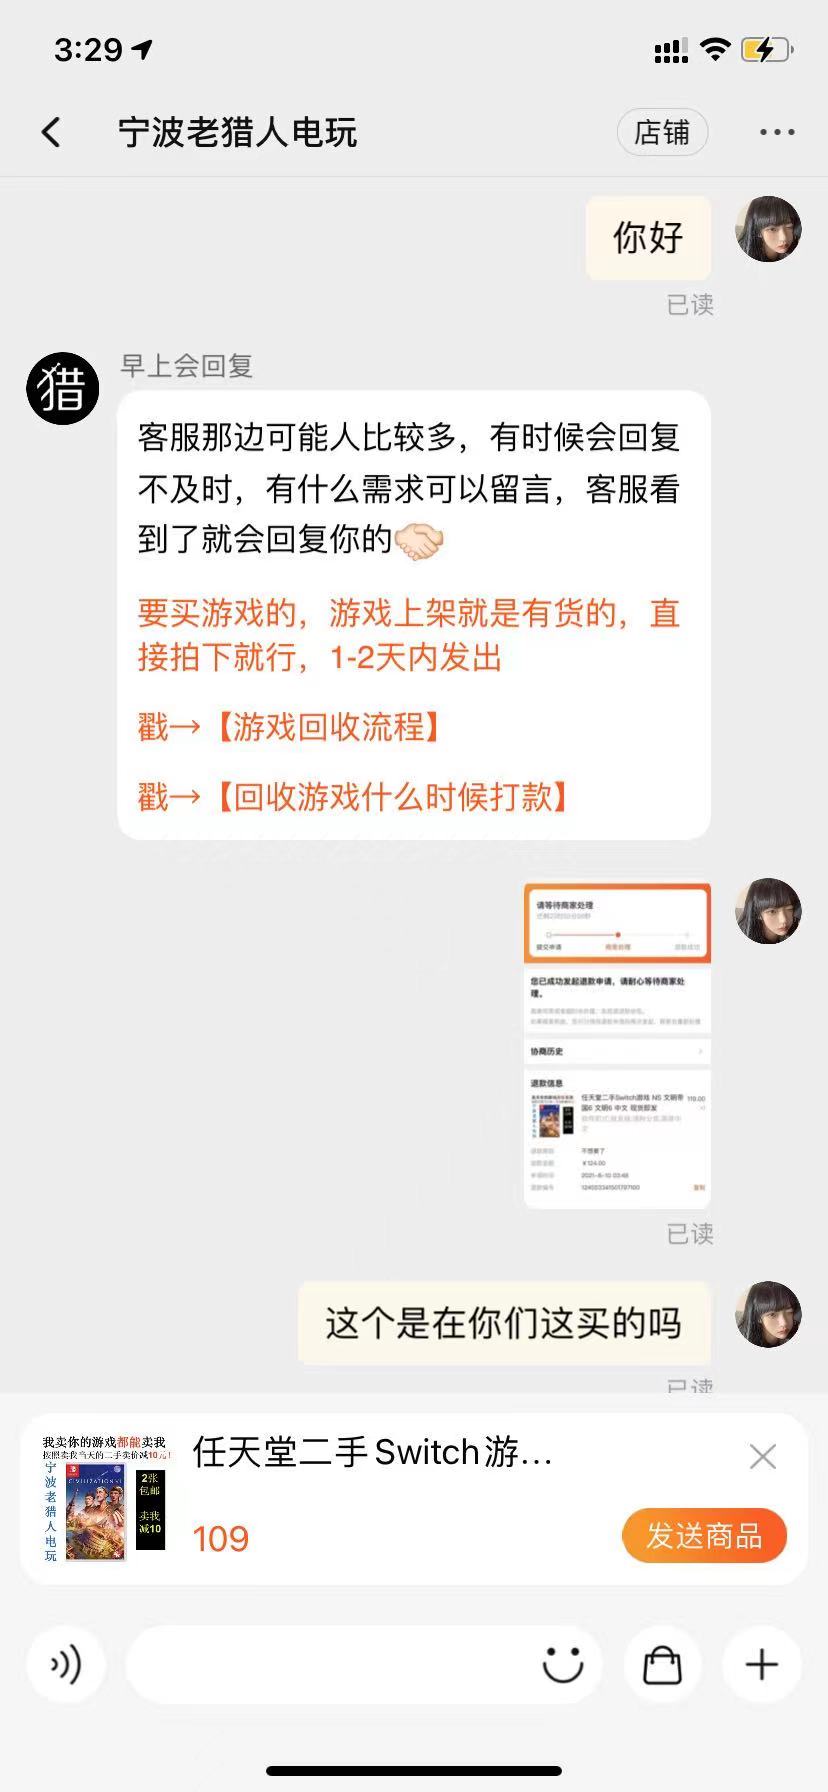 3:29
宁波老猎人电玩
店铺
你好
已读
猎
早上会回复
客服那边可能人比较多，有时候会回复
不及时，有什么需求可以留言，客服看
到了就会回复你的
要买游戏的，游戏上架就是有货的，直
接拍下就行，1-2天内发出
戳→【游戏回收流程】
戳→【回收游戏什么时候打款】
请等待商家处理
提交申请
商家处理
退款成功
您已成功发起退款申请，请耐心等待商家处
理。
协商历史
退款信息
任天堂二手Switch游戏 NS 文明帝
119.00
国6 文明6 中文 现货即发
不想要了
¥124.00
2021-8-10 03:48
复制
已读
这个是在你们这买的吗
已读
我卖你的游戏都能卖我
按照卖我当天的二手卖价减10元!
宁波老猎人电玩
CIVILIZATION VI
2张
包邮
卖我
减10
任天堂二手Switch游...
109
发送商品